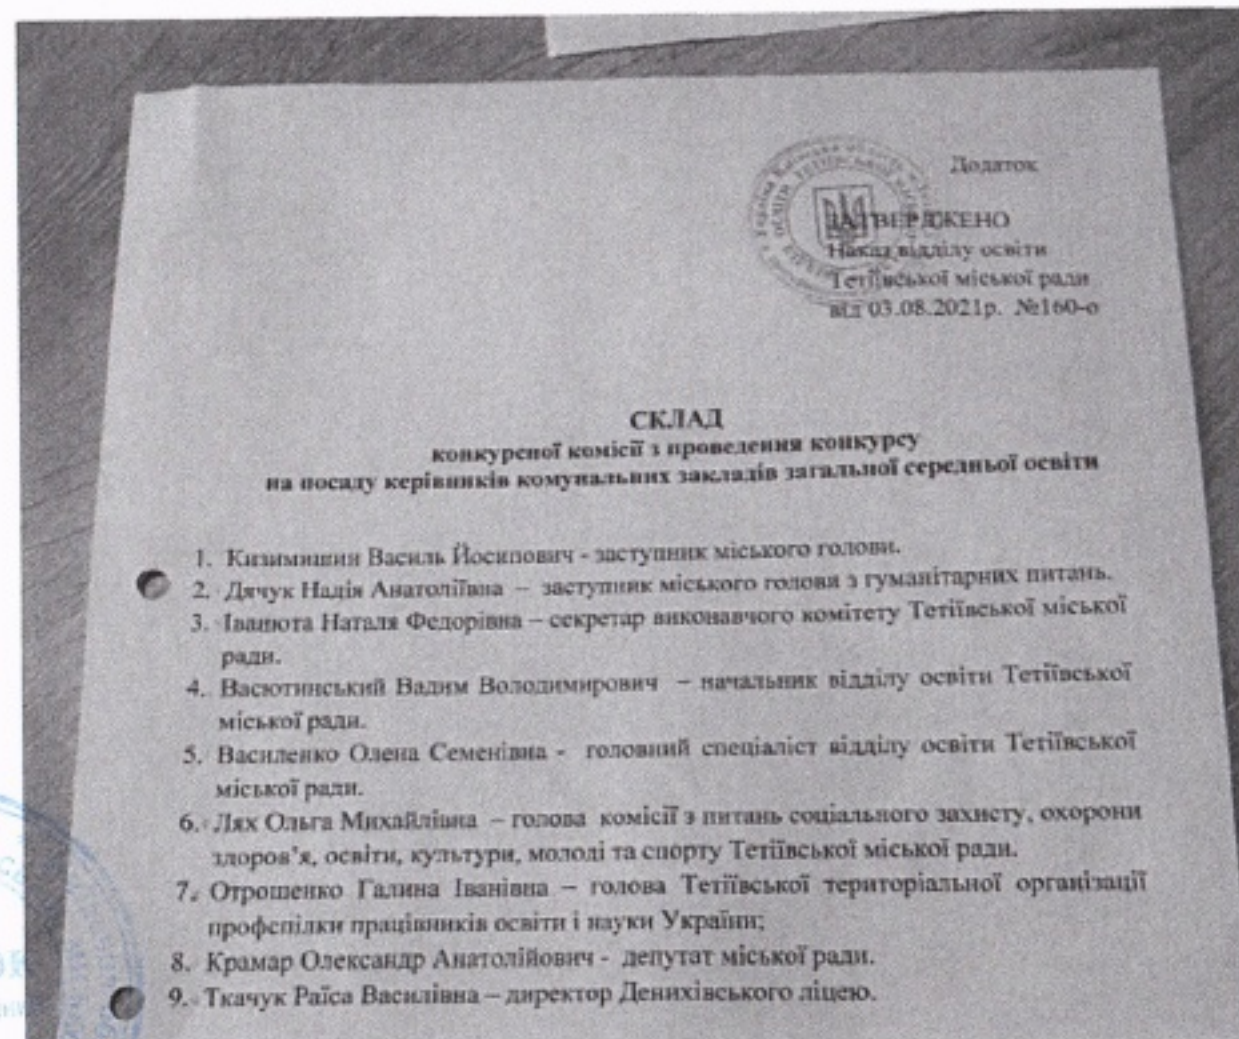 Додаток
ЗАТВЕРДЖЕНО
Наказ відділу освіти
Тетіївської міської ради
від 03.08.2021р. №160-о
СКЛАД
конкурсної комісії з проведення конкурсу
на посаду керівників комунальних закладів загальної середньої освіти
1. Кизимишин Василь Йосипович - заступник міського голови.
2. Дячук Надія Анатоліївна – заступник міського голови з гуманітарних питань.
3. Іванюта Наталя Федорівна – секретар виконавчого комітету Тетіївської міської
ради.
4. Васютинський Вадим Володимирович – начальник відділу освіти Тетіївської
міської ради.
5. Василенко Олена Семенівна - головний спеціаліст відділу освіти Тетіївської
міської ради.
6. Лях Ольга Михайлівна – голова комісії з питань соціального захисту, охорони
здоров’я, освіти, культури, молоді та спорту Тетіївської міської ради.
7. Отрошенко Галина Іванівна – голова Тетіївської територіальної організації
профспілки працівників освіти і науки України;
8. Крамар Олександр Анатолійович - депутат міської ради.
9. Ткачук Раїса Василівна – директор Денихівського ліцею.